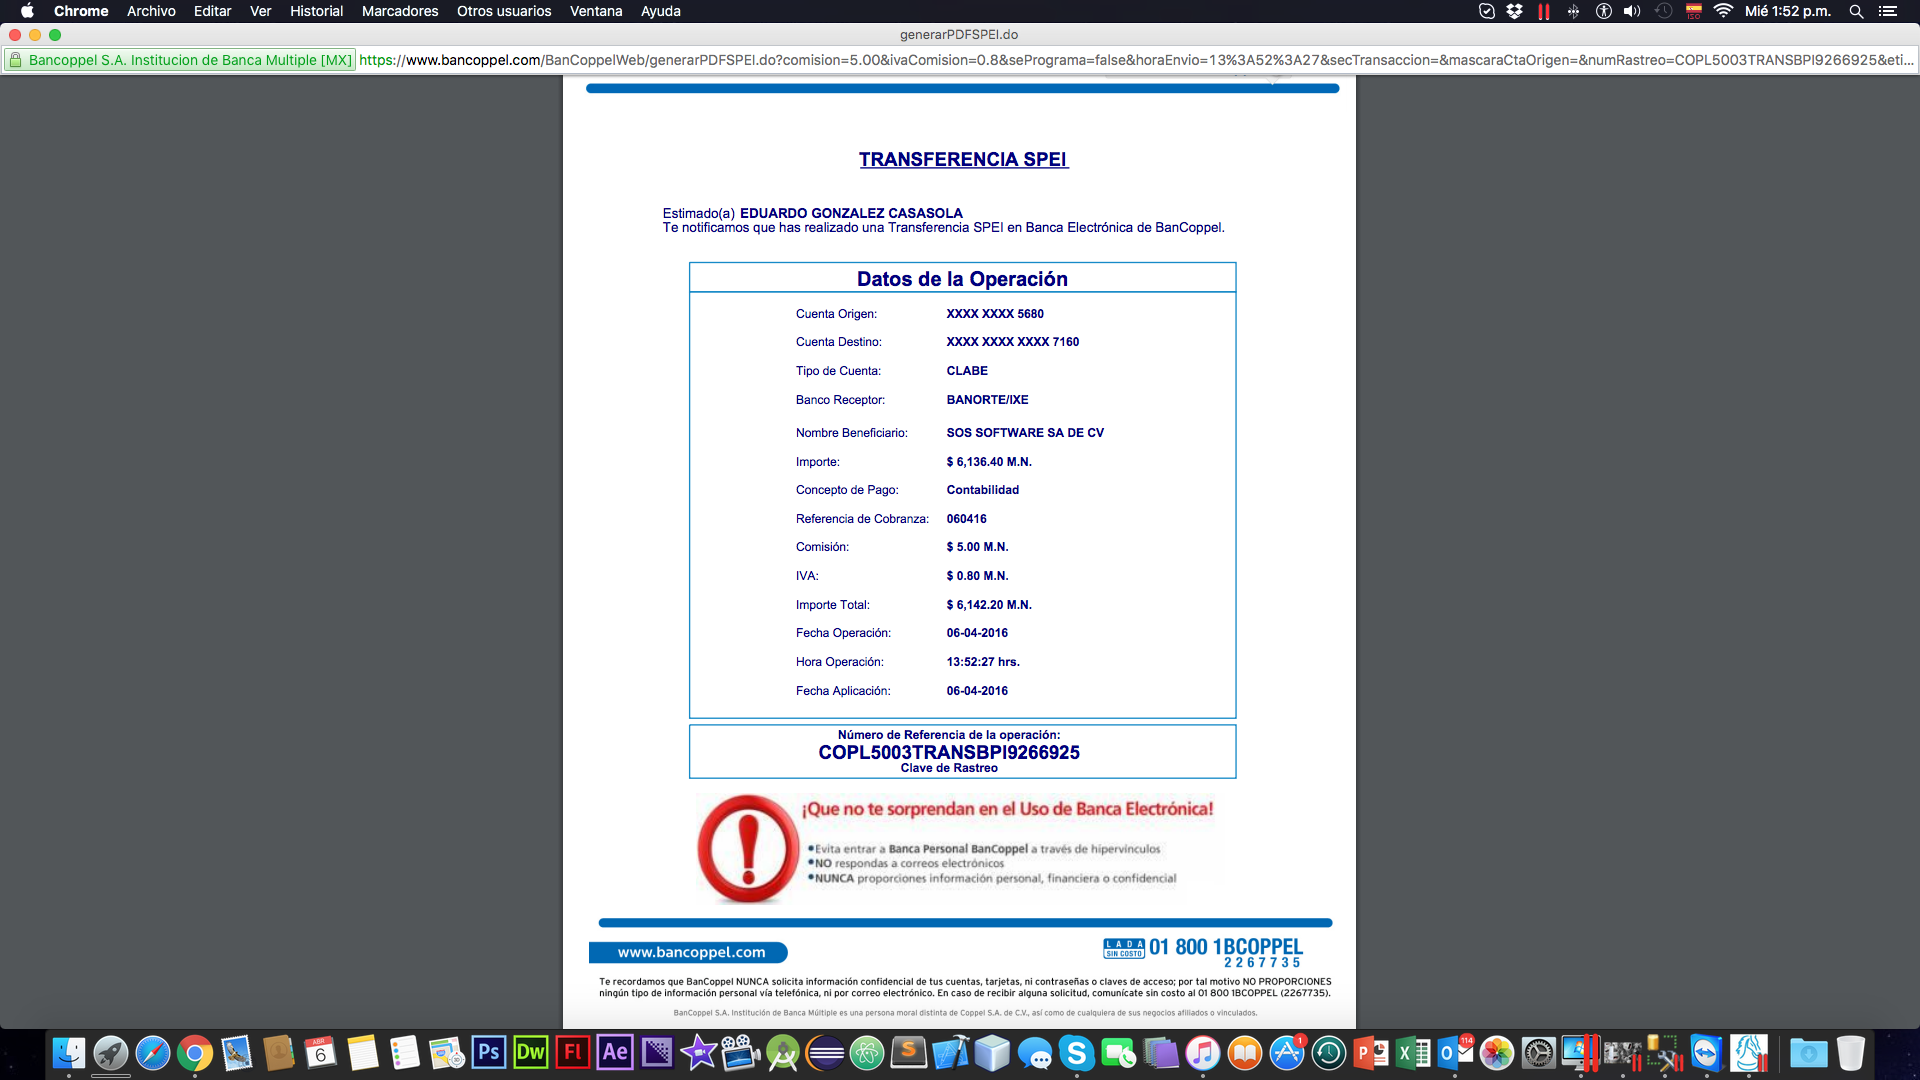 Chrome Archivo Editar Ver Historial Marcadores Otros usuarios Ventana Ayuda
ISO
Mié 1:52 p.m.
generarPDFSPEI.do
Bancoppel S.A. Institucion de Banca Multiple [MX] https://www.bancoppel.com/BanCoppelWeb/generarPDFSPEI.do?comision=5.00&ivaComision=0.8&sePrograma=false&horaEnvio=13%3A52%3A27&secTransaccion=&mascaraCtaOrigen=&numRastreo=COPL5003TRANSBPI9266925&eti...
TRANSFERENCIA SPEI
Estimado(a) EDUARDO GONZALEZ CASASOLA
Te notificamos que has realizado una Transferencia SPEI en Banca Electrónica de BanCoppel.
Datos de la Operación
Cuenta Origen: XXXX XXXX 5680
Cuenta Destino: XXXX XXXX XXXX 7160
Tipo de Cuenta: CLABE
Banco Receptor: BANORTE/IXE
Nombre Beneficiario: SOS SOFTWARE SA DE CV
Importe: $ 6,136.40 M.N.
Concepto de Pago: Contabilidad
Referencia de Cobranza: 060416
Comisión: $ 5.00 M.N.
IVA: $ 0.80 M.N.
Importe Total: $ 6,142.20 M.N.
Fecha Operación: 06-04-2016
Hora Operación: 13:52:27 hrs.
Fecha Aplicación: 06-04-2016
Número de Referencia de la operación:
COPL5003TRANSBPI9266925
Clave de Rastreo
¡Que no te sorprendan en el Uso de Banca Electrónica!
•Evita entrar a Banca Personal BanCoppel a través de hipervínculos
•NO respondas a correos electrónicos
•NUNCA proporciones información personal, financiera o confidencial
www.bancoppel.com
LADA SIN COSTO 01 800 1BCOPPEL
2267735
Te recordamos que BanCoppel NUNCA solicita información confidencial de tus cuentas, tarjetas, ni contraseñas o claves de acceso; por tal motivo NO PROPORCIONES
ningún tipo de información personal vía telefónica, ni por correo electrónico. En caso de recibir alguna solicitud, comunícate sin costo al 01 800 1BCOPPEL (2267735).
BanCoppel S.A. Institución de Banca Múltiple es una persona moral distinta de Coppel S.A. de C.V., así como de cualquiera de sus negocios afiliados o vinculados.
ABR
6
Ps Dw Fl Ae
S
S
1
P
X
O
114